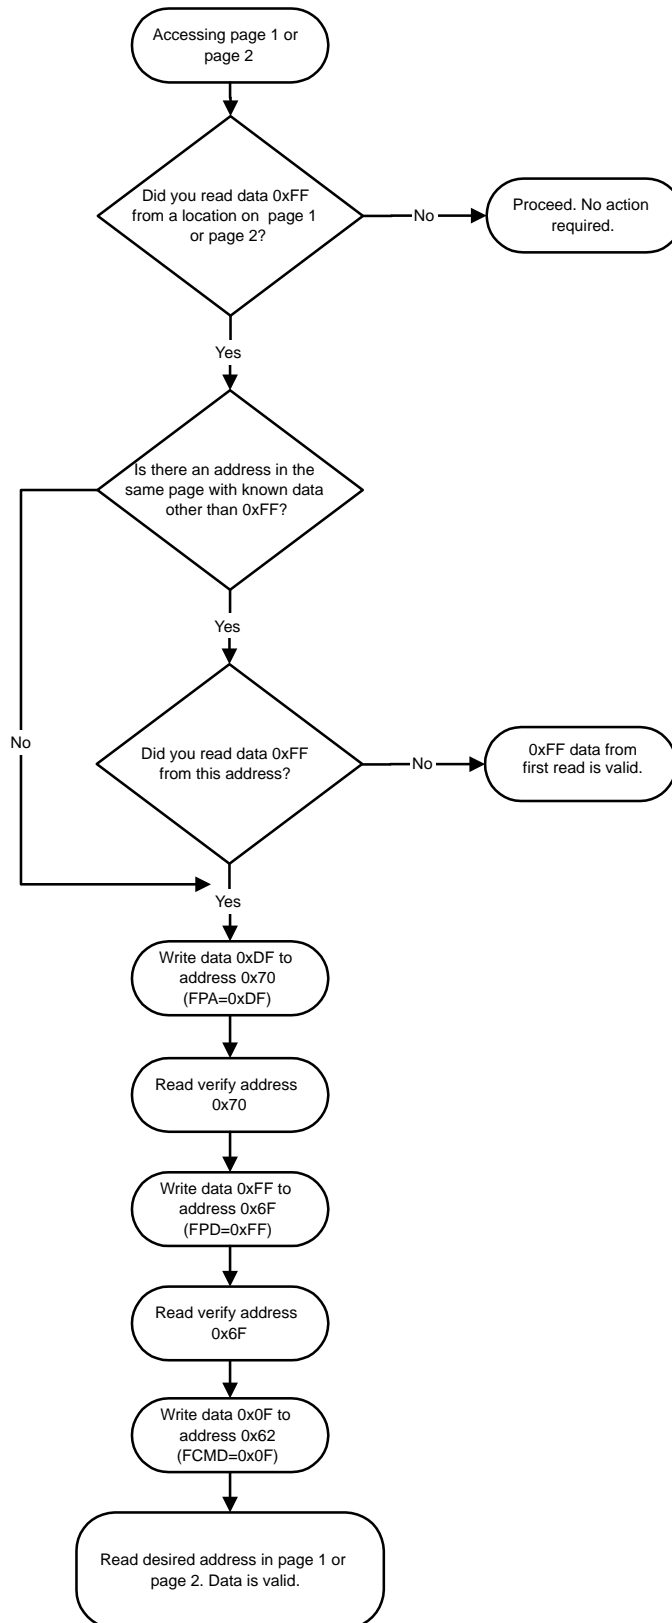 Accessing page 1 or
page 2
Did you read data 0xFF
from a location on  page 1
or page 2?
No
Proceed. No action
required.
Yes
Is there an address in the
same page with known data
other than 0xFF?
Yes
No
Did you read data 0xFF
from this address?
No
0xFF data from
first read is valid.
Yes
Write data 0xDF to
address 0x70
(FPA=0xDF)
Read verify address
0x70
Write data 0xFF to
address 0x6F
(FPD=0xFF)
Read verify address
0x6F
Write data 0x0F to
address 0x62
(FCMD=0x0F)
Read desired address in page 1 or
page 2. Data is valid.